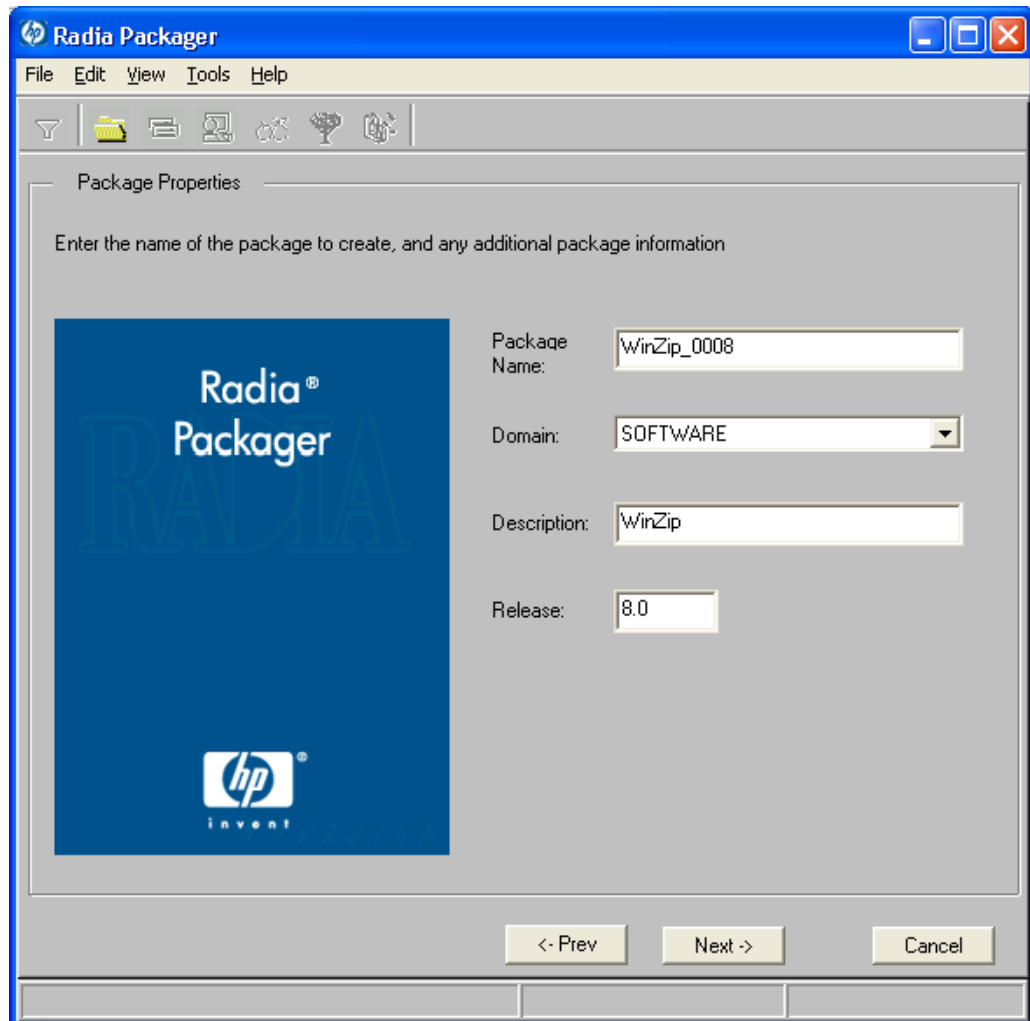 Radia Packager
File Edit View Tools Help
Package Properties
Enter the name of the package to create, and any additional package information
Radia®
Packager
RADIA
hp®
invent
NOVADIGM
Package
Name:
WinZip_0008
Domain:
SOFTWARE
Description:
WinZip
Release:
8.0
<- Prev
Next ->
Cancel